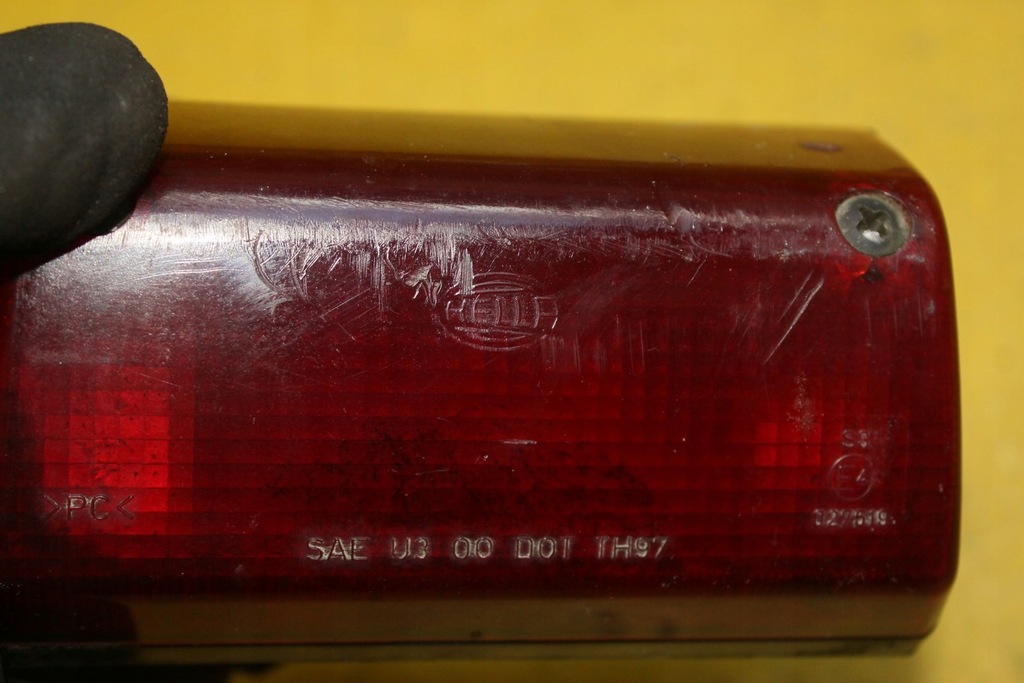 HELLA
S3
E4
>PC<
SAE U3 00 DOT TH97